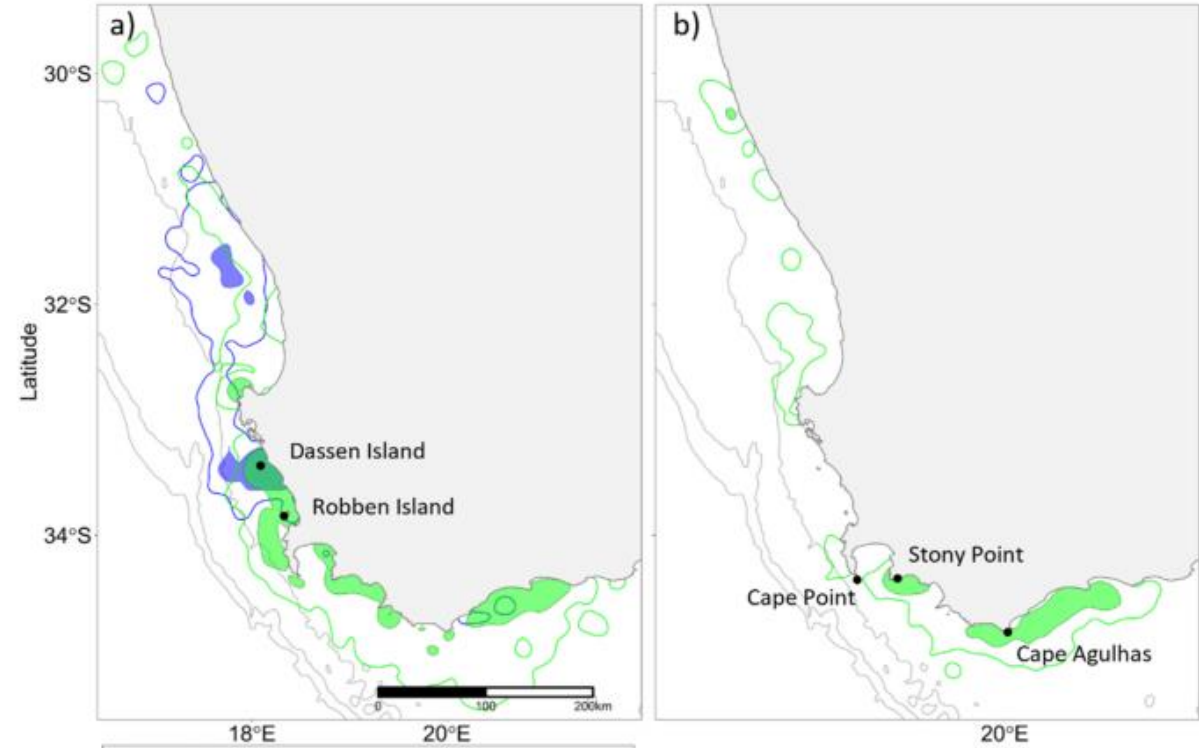 a)
b)
30°S
32°S
Latitude
Dassen Island
Robben Island
34°S
Stony Point
Cape Point
Cape Agulhas
0
100
200km
18°E
20°E
20°E